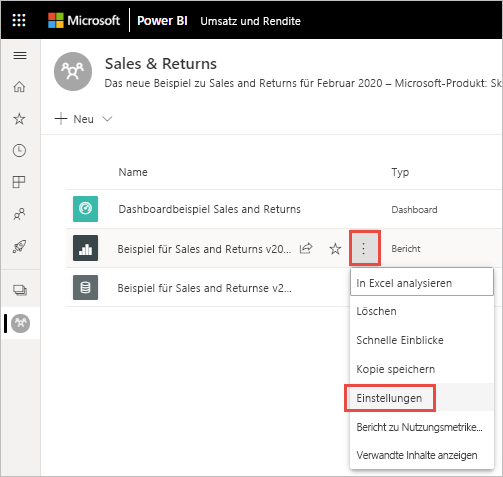 Microsoft Power BI Umsatz und Rendite
Sales & Returns
Das neue Beispiel zu Sales and Returns für Februar 2020 – Microsoft-Produkt: Sk
Neu
Name Typ
Dashboardbeispiel Sales and Returns Dashboard
Beispiel für Sales and Returns v20... Bericht
Beispiel für Sales and Returnse v2...
In Excel analysieren
Löschen
Schnelle Einblicke
Kopie speichern
Einstellungen
Bericht zu Nutzungsmetrike...
Verwandte Inhalte anzeigen